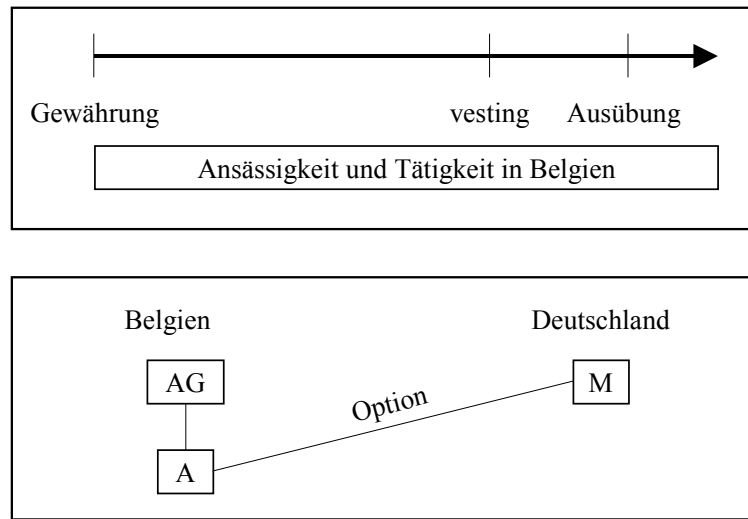 Gewährung vesting Ausübung
Ansässigkeit und Tätigkeit in Belgien
Belgien Deutschland
AG M
Option
A